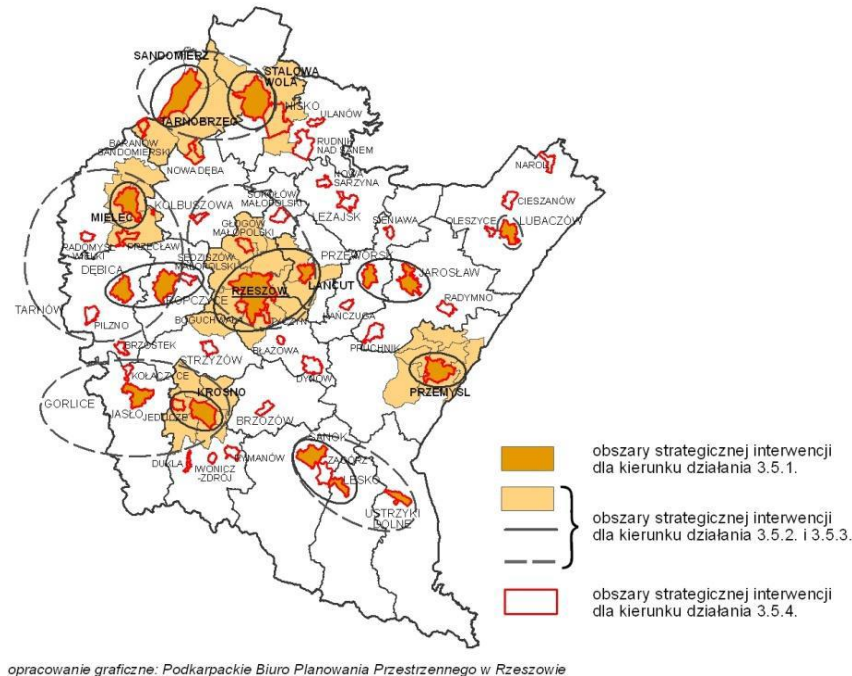 SANDOMIERZ
STALOWA
WOLA
TARNOBRZEG
NISKO
ULANÓW
BARANÓW
SANDOMIERSKI
RUDNIK
NAD SANEM
NOWA DĘBA
NOWA
SARZYNA
NAROL
CIESZANÓW
MIELEC
KOLBUSZOWA
SOKOŁÓW
MAŁOPOLSKI
LEŻAJSK
SIENIAWA
OLESZYCE
LUBACZÓW
GŁOGÓW
MAŁOPOLSKI
RADOMYŚL
WIELKI
PRZECŁAW
SĘDZISZÓW
MAŁOPOLSKI
PRZEWORSK
DĘBICA
ROPCZYCE
RZESZÓW
ŁAŃCUT
JAROSŁAW
TARNÓW
PILZNO
BOGUCHWAŁA
TYCZYN
KAŃCZUGA
RADYMNO
BRZOSTEK
STRZYŻÓW
BŁAŻOWA
PRUCHNIK
DYNÓW
KOŁACZYCE
PRZEMYŚL
GORLICE
KROSNO
JASŁO
JEDLICZE
BRZOZÓW
SANOK
ZAGÓRZ
DUKLA
IWONICZ
-ZDRÓJ
RYMANÓW
LESKO
USTRZYKI
DOLNE
obszary strategicznej interwencji
dla kierunku działania 3.5.1.
obszary strategicznej interwencji
dla kierunku działania 3.5.2. i 3.5.3.
obszary strategicznej interwencji
dla kierunku działania 3.5.4.
opracowanie graficzne: Podkarpackie Biuro Planowania Przestrzennego w Rzeszowie